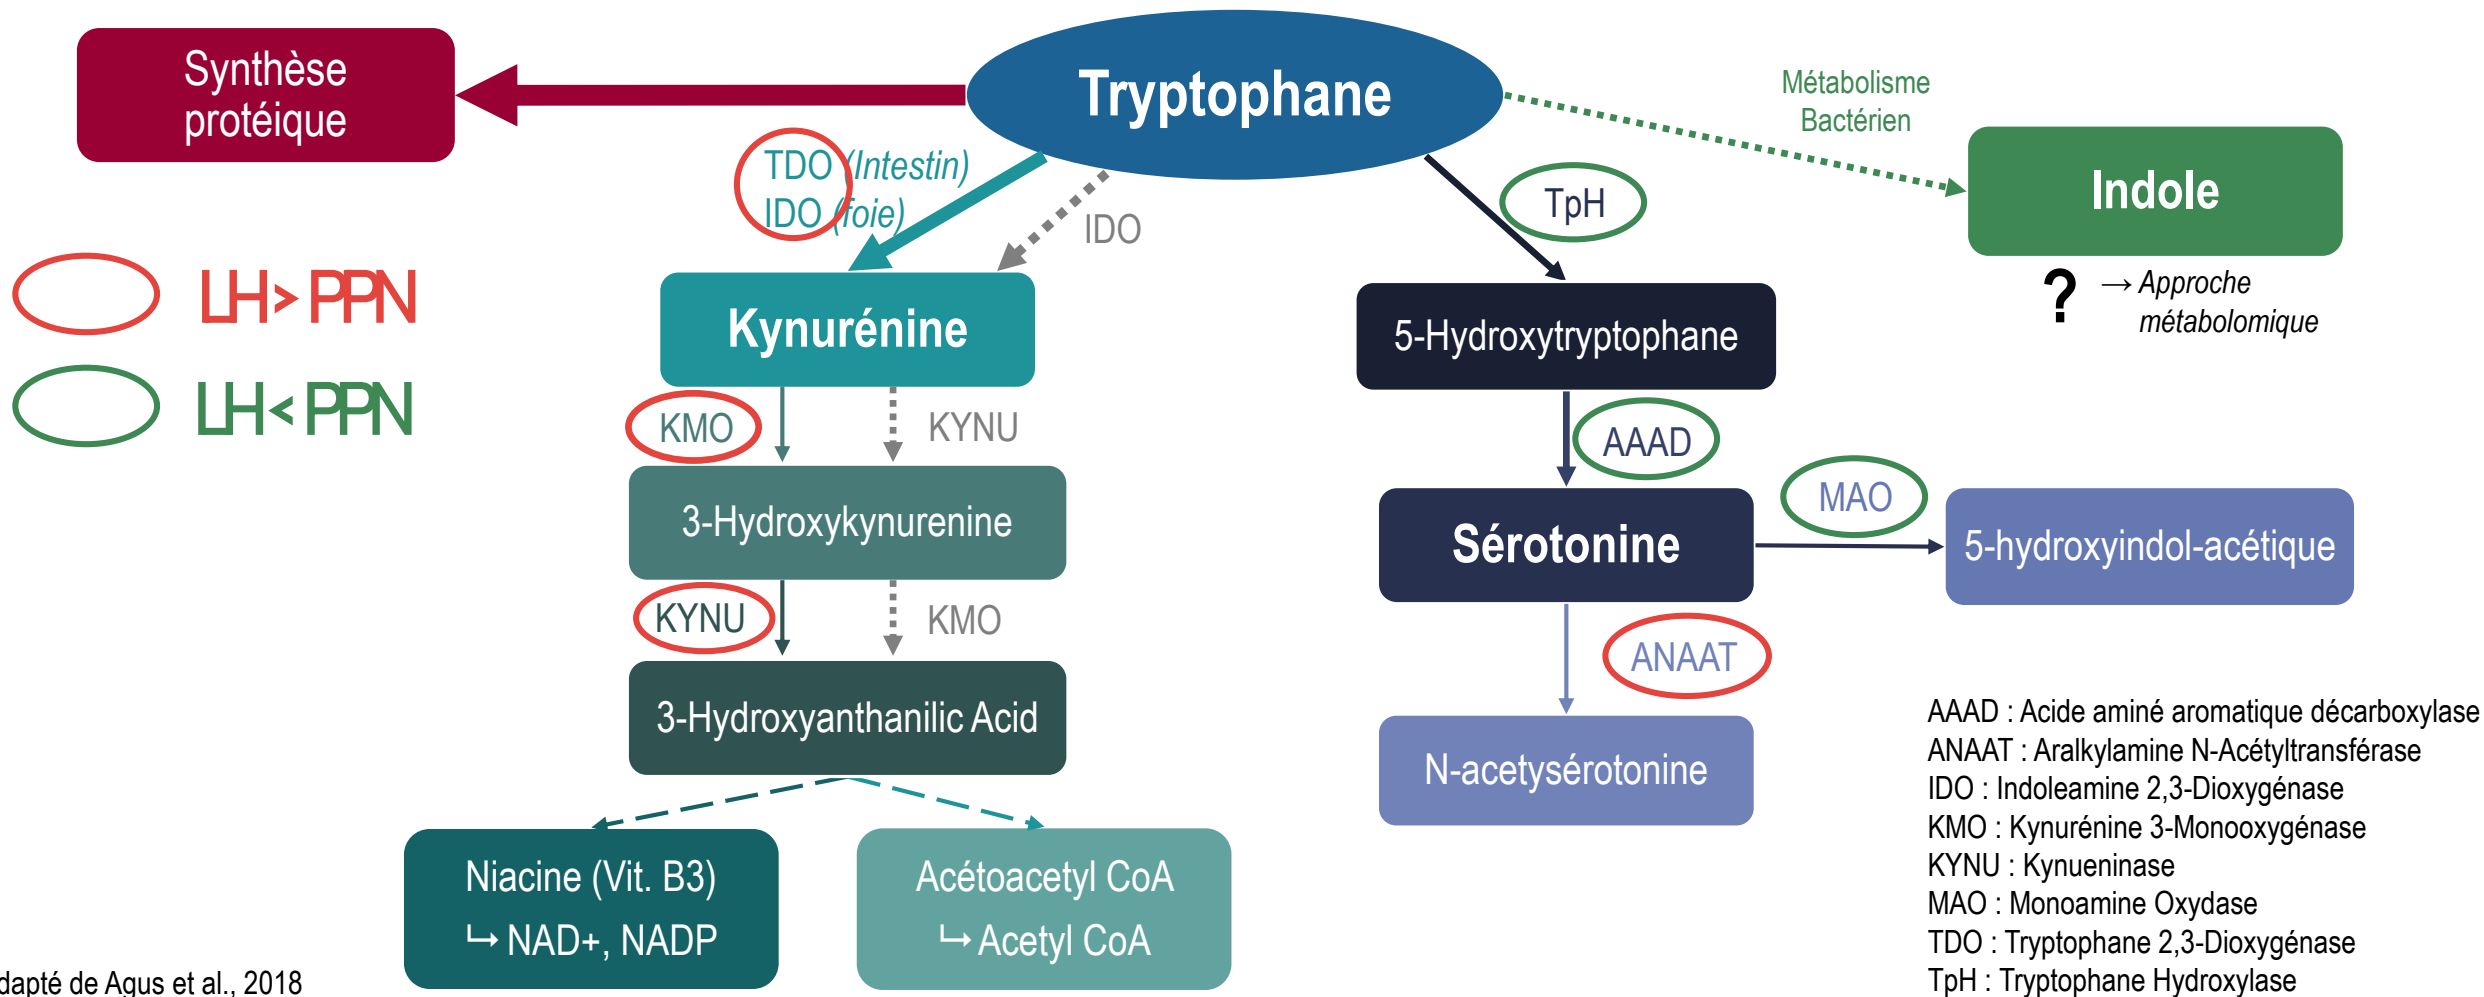 Synthèse
protéique
Tryptophane
Métabolisme
Bactérien
Indole
? → Approche
métabolomique
TDO (Intestin)
IDO (foie)
IDO
TpH
LH > PPN
LH < PPN
Kynurénine
5-Hydroxytryptophane
KMO
KYNU
AAAD
3-Hydroxykynurenine
Sérotonine
MAO
5-hydroxyindol-acétique
KYNU
KMO
ANAAT
3-Hydroxyanthanilic Acid
N-acetysérotonine
Niacine (Vit. B3)
↳ NAD+, NADP
Acétoacetyl CoA
↳ Acetyl CoA
AAAD : Acide aminé aromatique décarboxylase
ANAAT : Aralkylamine N-Acétyltransférase
IDO : Indoleamine 2,3-Dioxygénase
KMO : Kynurénine 3-Monooxygénase
KYNU : Kynueninase
MAO : Monoamine Oxydase
TDO : Tryptophane 2,3-Dioxygénase
TpH : Tryptophane Hydroxylase
dapté de Agus et al., 2018